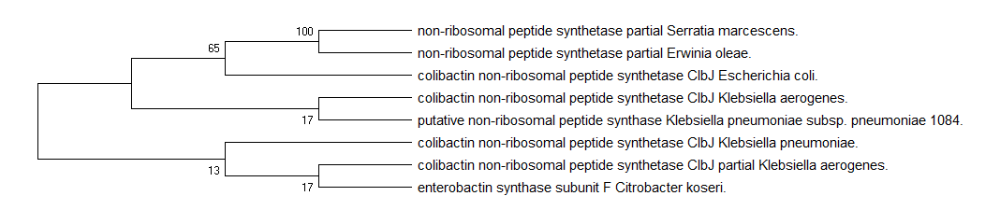 100
non-ribosomal peptide synthetase partial Serratia marcescens.
65
non-ribosomal peptide synthetase partial Erwinia oleae.
colibactin non-ribosomal peptide synthetase ClbJ Escherichia coli.
colibactin non-ribosomal peptide synthetase ClbJ Klebsiella aerogenes.
17
putative non-ribosomal peptide synthase Klebsiella pneumoniae subsp. pneumoniae 1084.
colibactin non-ribosomal peptide synthetase ClbJ Klebsiella pneumoniae.
13
colibactin non-ribosomal peptide synthetase ClbJ partial Klebsiella aerogenes.
17
enterobactin synthase subunit F Citrobacter koseri.